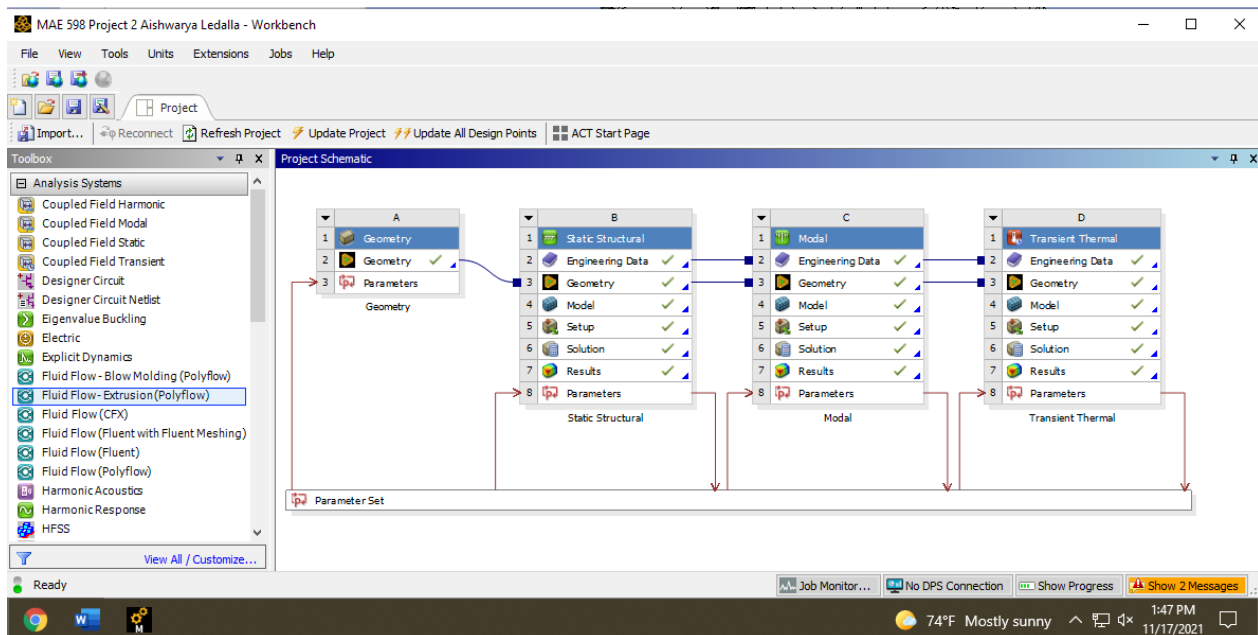 MAE 598 Project 2 Aishwarya Ledalla - Workbench
File View Tools Units Extensions Jobs Help
Project
Import... Reconnect Refresh Project Update Project Update All Design Points ACT Start Page
Toolbox
Analysis Systems
Coupled Field Harmonic
Coupled Field Modal
Coupled Field Static
Coupled Field Transient
Designer Circuit
Designer Circuit Netlist
Eigenvalue Buckling
Electric
Explicit Dynamics
Fluid Flow - Blow Molding (Polyflow)
Fluid Flow - Extrusion (Polyflow)
Fluid Flow (CFX)
Fluid Flow (Fluent with Fluent Meshing)
Fluid Flow (Fluent)
Fluid Flow (Polyflow)
Harmonic Acoustics
Harmonic Response
HFSS
View All / Customize...
Project Schematic
A
1 Geometry
2 Geometry
3 Parameters
Geometry
B
1 Static Structural
2 Engineering Data
3 Geometry
4 Model
5 Setup
6 Solution
7 Results
8 Parameters
Static Structural
C
1 Modal
2 Engineering Data
3 Geometry
4 Model
5 Setup
6 Solution
7 Results
8 Parameters
Modal
D
1 Transient Thermal
2 Engineering Data
3 Geometry
4 Model
5 Setup
6 Solution
7 Results
8 Parameters
Transient Thermal
Parameter Set
Ready
Job Monitor... No DPS Connection Show Progress Show 2 Messages
74°F Mostly sunny
1:47 PM
11/17/2021